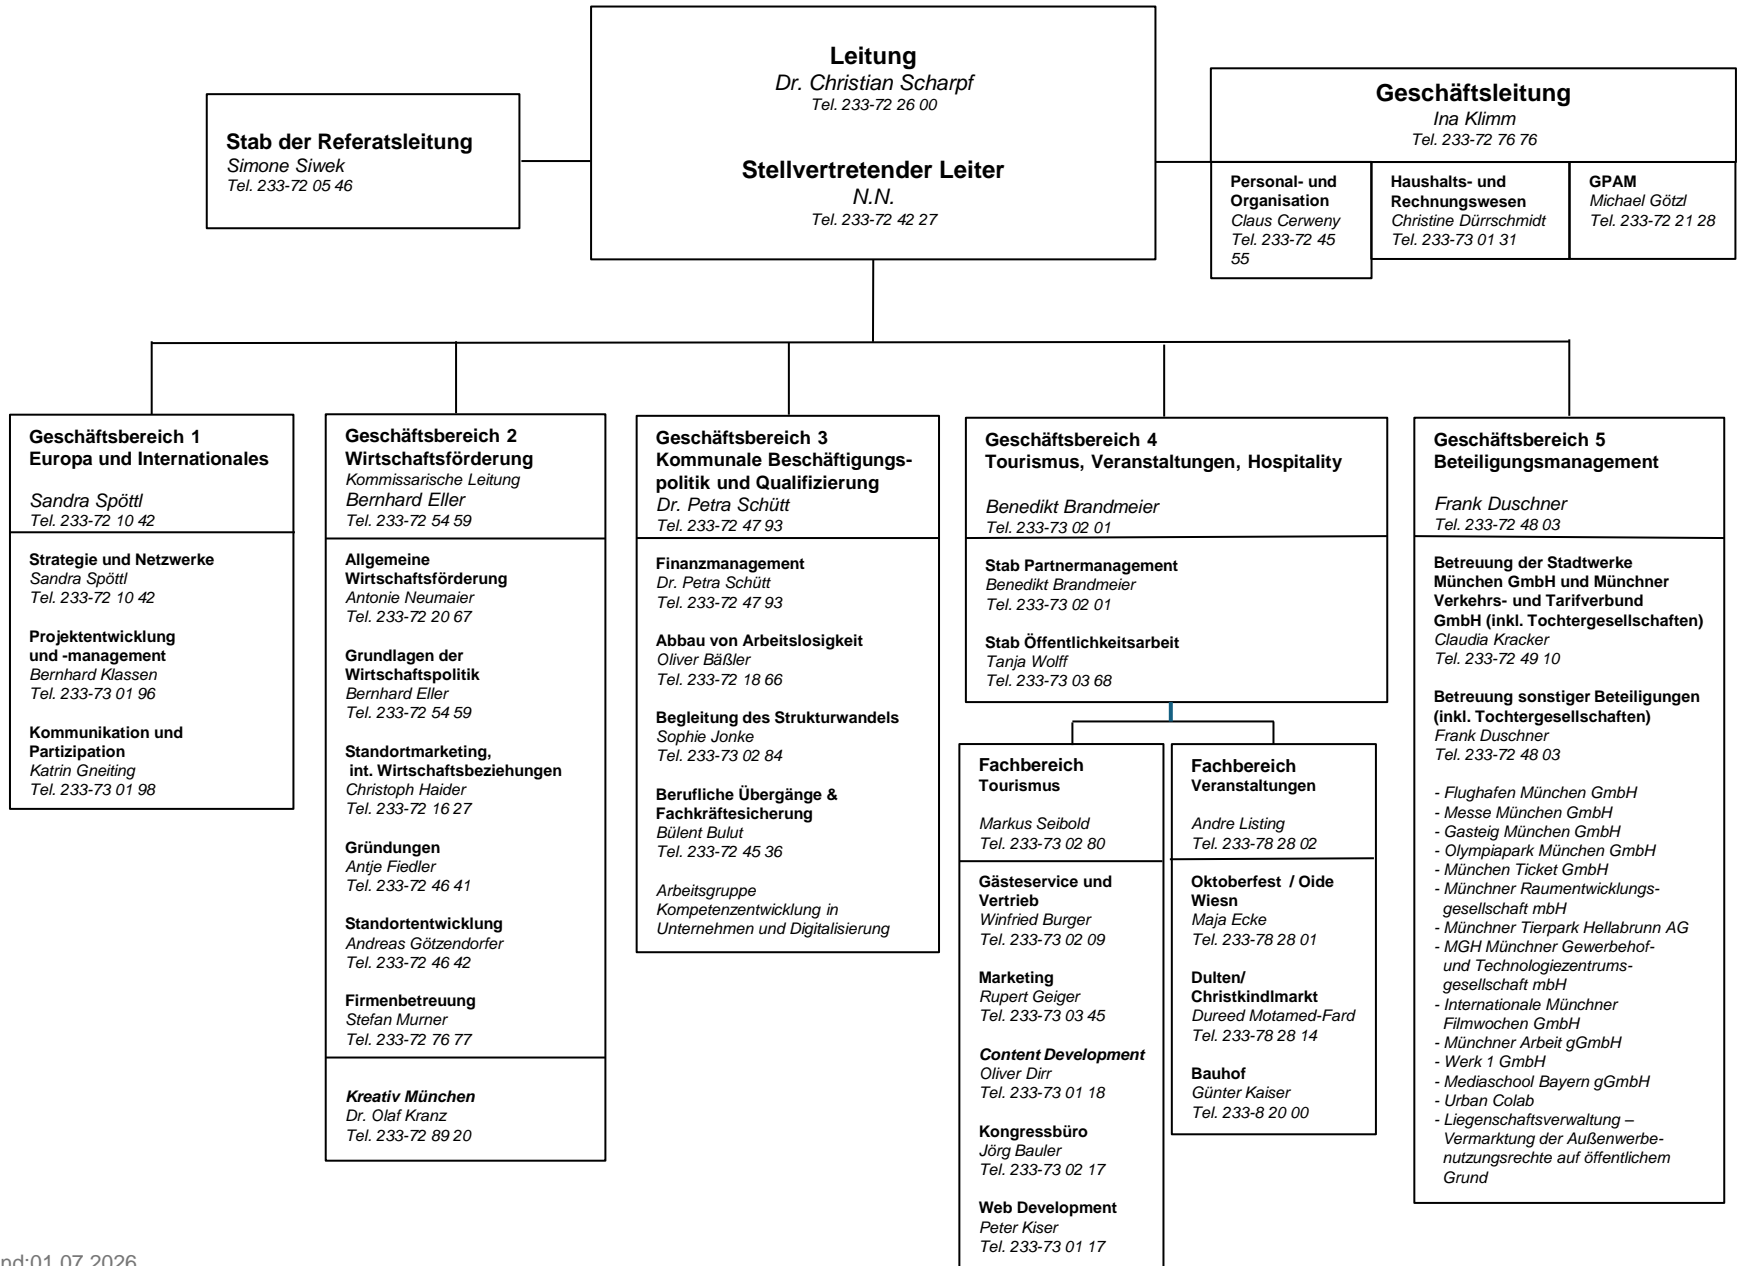 Leitung
Dr. Christian Scharpf
Tel. 233-72 26 00
Stellvertretender Leiter
N.N.
Tel. 233-72 42 27
Stab der Referatsleitung
Simone Siwek
Tel. 233-72 05 46
Geschäftsleitung
Ina Klimm
Tel. 233-72 76 76
Personal- und
Organisation
Claus Cerweny
Tel. 233-72 45
55
Haushalts- und
Rechnungswesen
Christine Dürrschmidt
Tel. 233-73 01 31
GPAM
Michael Götzl
Tel. 233-72 21 28
Geschäftsbereich 1
Europa und Internationales
Sandra Spöttl
Tel. 233-72 10 42
Strategie und Netzwerke
Sandra Spöttl
Tel. 233-72 10 42
Projektentwicklung
und -management
Bernhard Klassen
Tel. 233-73 01 96
Kommunikation und
Partizipation
Katrin Gneiting
Tel. 233-73 01 98
Geschäftsbereich 2
Wirtschaftsförderung
Kommissarische Leitung
Bernhard Eller
Tel. 233-72 54 59
Allgemeine
Wirtschaftsförderung
Antonie Neumaier
Tel. 233-72 20 67
Grundlagen der
Wirtschaftspolitik
Bernhard Eller
Tel. 233-72 54 59
Standortmarketing,
int. Wirtschaftsbeziehungen
Christoph Haider
Tel. 233-72 16 27
Gründungen
Antje Fiedler
Tel. 233-72 46 41
Standortentwicklung
Andreas Götzendorfer
Tel. 233-72 46 42
Firmenbetreuung
Stefan Murner
Tel. 233-72 76 77
Kreativ München
Dr. Olaf Kranz
Tel. 233-72 89 20
Geschäftsbereich 3
Kommunale Beschäftigungs-
politik und Qualifizierung
Dr. Petra Schütt
Tel. 233-72 47 93
Finanzmanagement
Dr. Petra Schütt
Tel. 233-72 47 93
Abbau von Arbeitslosigkeit
Oliver Bäßler
Tel. 233-72 18 66
Begleitung des Strukturwandels
Sophie Jonke
Tel. 233-73 02 84
Berufliche Übergänge &
Fachkräftesicherung
Bülent Bulut
Tel. 233-72 45 36
Arbeitsgruppe
Kompetenzentwicklung in
Unternehmen und Digitalisierung
Geschäftsbereich 4
Tourismus, Veranstaltungen, Hospitality
Benedikt Brandmeier
Tel. 233-73 02 01
Stab Partnermanagement
Benedikt Brandmeier
Tel. 233-73 02 01
Stab Öffentlichkeitsarbeit
Tanja Wolff
Tel. 233-73 03 68
Fachbereich
Tourismus
Markus Seibold
Tel. 233-73 02 80
Gästeservice und
Vertrieb
Winfried Burger
Tel. 233-73 02 09
Marketing
Rupert Geiger
Tel. 233-73 03 45
Content Development
Oliver Dirr
Tel. 233-73 01 18
Kongressbüro
Jörg Bauler
Tel. 233-73 02 17
Web Development
Peter Kiser
Tel. 233-73 01 17
Fachbereich
Veranstaltungen
Andre Listing
Tel. 233-78 28 02
Oktoberfest / Oide
Wiesn
Maja Ecke
Tel. 233-78 28 01
Dulten/
Christkindlmarkt
Dureed Motamed-Fard
Tel. 233-78 28 14
Bauhof
Günter Kaiser
Tel. 233-8 20 00
Geschäftsbereich 5
Beteiligungsmanagement
Frank Duschner
Tel. 233-72 48 03
Betreuung der Stadtwerke
München GmbH und Münchner
Verkehrs- und Tarifverbund
GmbH (inkl. Tochtergesellschaften)
Claudia Kracker
Tel. 233-72 49 10
Betreuung sonstiger Beteiligungen
(inkl. Tochtergesellschaften)
Frank Duschner
Tel. 233-72 48 03
- Flughafen München GmbH
- Messe München GmbH
- Gasteig München GmbH
- Olympiapark München GmbH
- München Ticket GmbH
- Münchner Raumentwicklungs-
gesellschaft mbH
- Münchner Tierpark Hellabrunn AG
- MGH Münchner Gewerbehof-
und Technologiezentrums-
gesellschaft mbH
- Internationale Münchner
Filmwochen GmbH
- Münchner Arbeit gGmbH
- Werk 1 GmbH
- Mediaschool Bayern gGmbH
- Urban Colab
- Liegenschaftsverwaltung –
Vermarktung der Außenwerbe-
nutzungsrechte auf öffentlichem
Grund
nd:01.07.2026